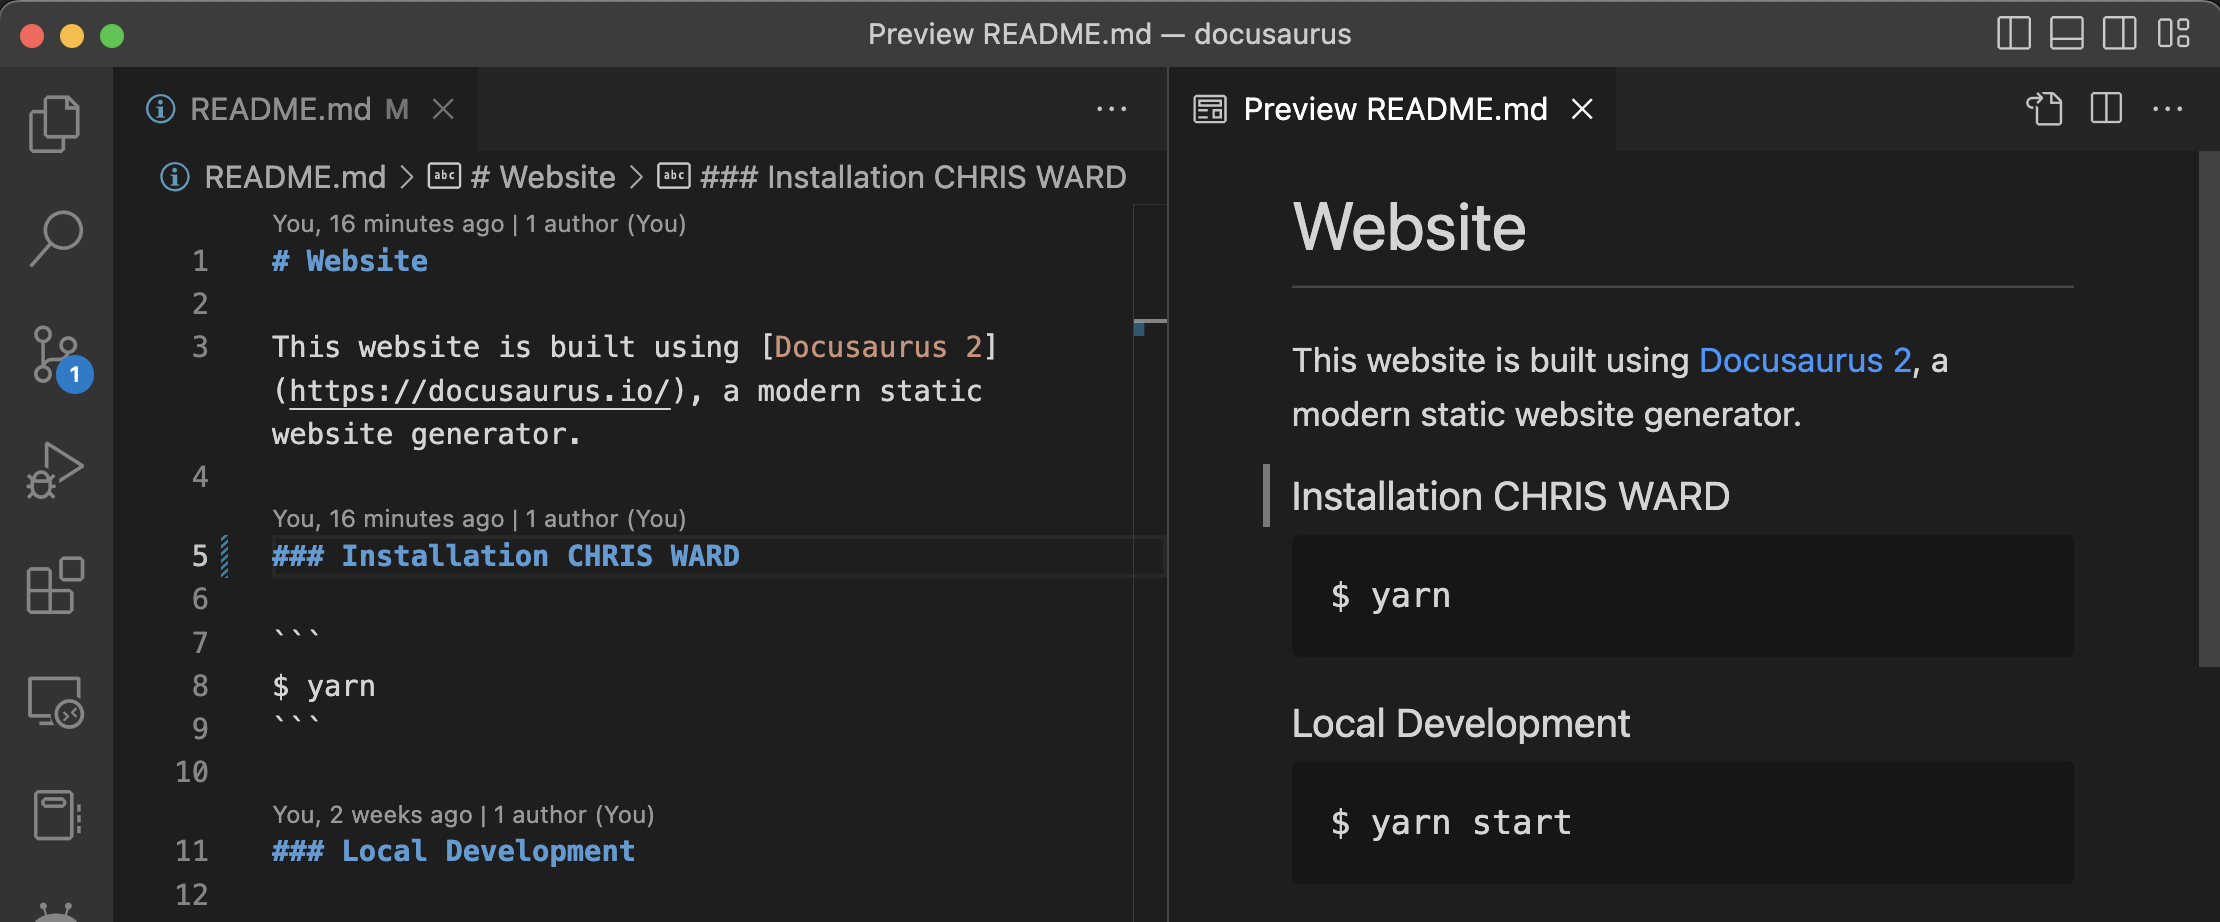 Preview README.md — docusaurus
README.md M
README.md > # Website > ### Installation CHRIS WARD
You, 16 minutes ago | 1 author (You)
1 # Website
2
3 This website is built using [Docusaurus 2]
(https://docusaurus.io/), a modern static
website generator.
4
You, 16 minutes ago | 1 author (You)
5 ### Installation CHRIS WARD
6
7 ```
8 $ yarn
9 ```
10
You, 2 weeks ago | 1 author (You)
11 ### Local Development
12
1
Preview README.md
Website
This website is built using Docusaurus 2, a
modern static website generator.
Installation CHRIS WARD
$ yarn
Local Development
$ yarn start